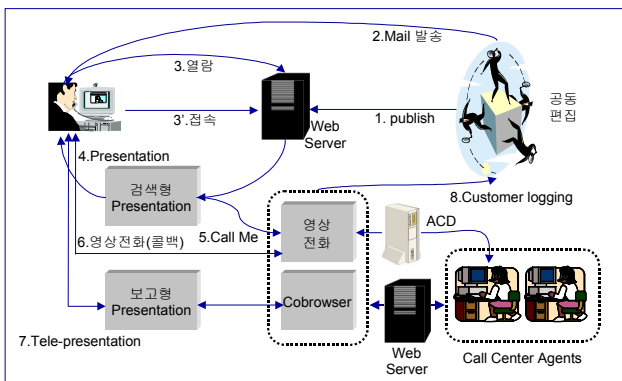 2.Mail 발송
3.열람
3'.접속
Web
Server
1. publish
공동
편집
4.Presentation
검색형
Presentation
5.Call Me
영상
전화
ACD
8.Customer logging
6.영상전화(콜백)
보고형
Presentation
Cobrowser
7.Tele-presentation
Web
Server
Call Center Agents